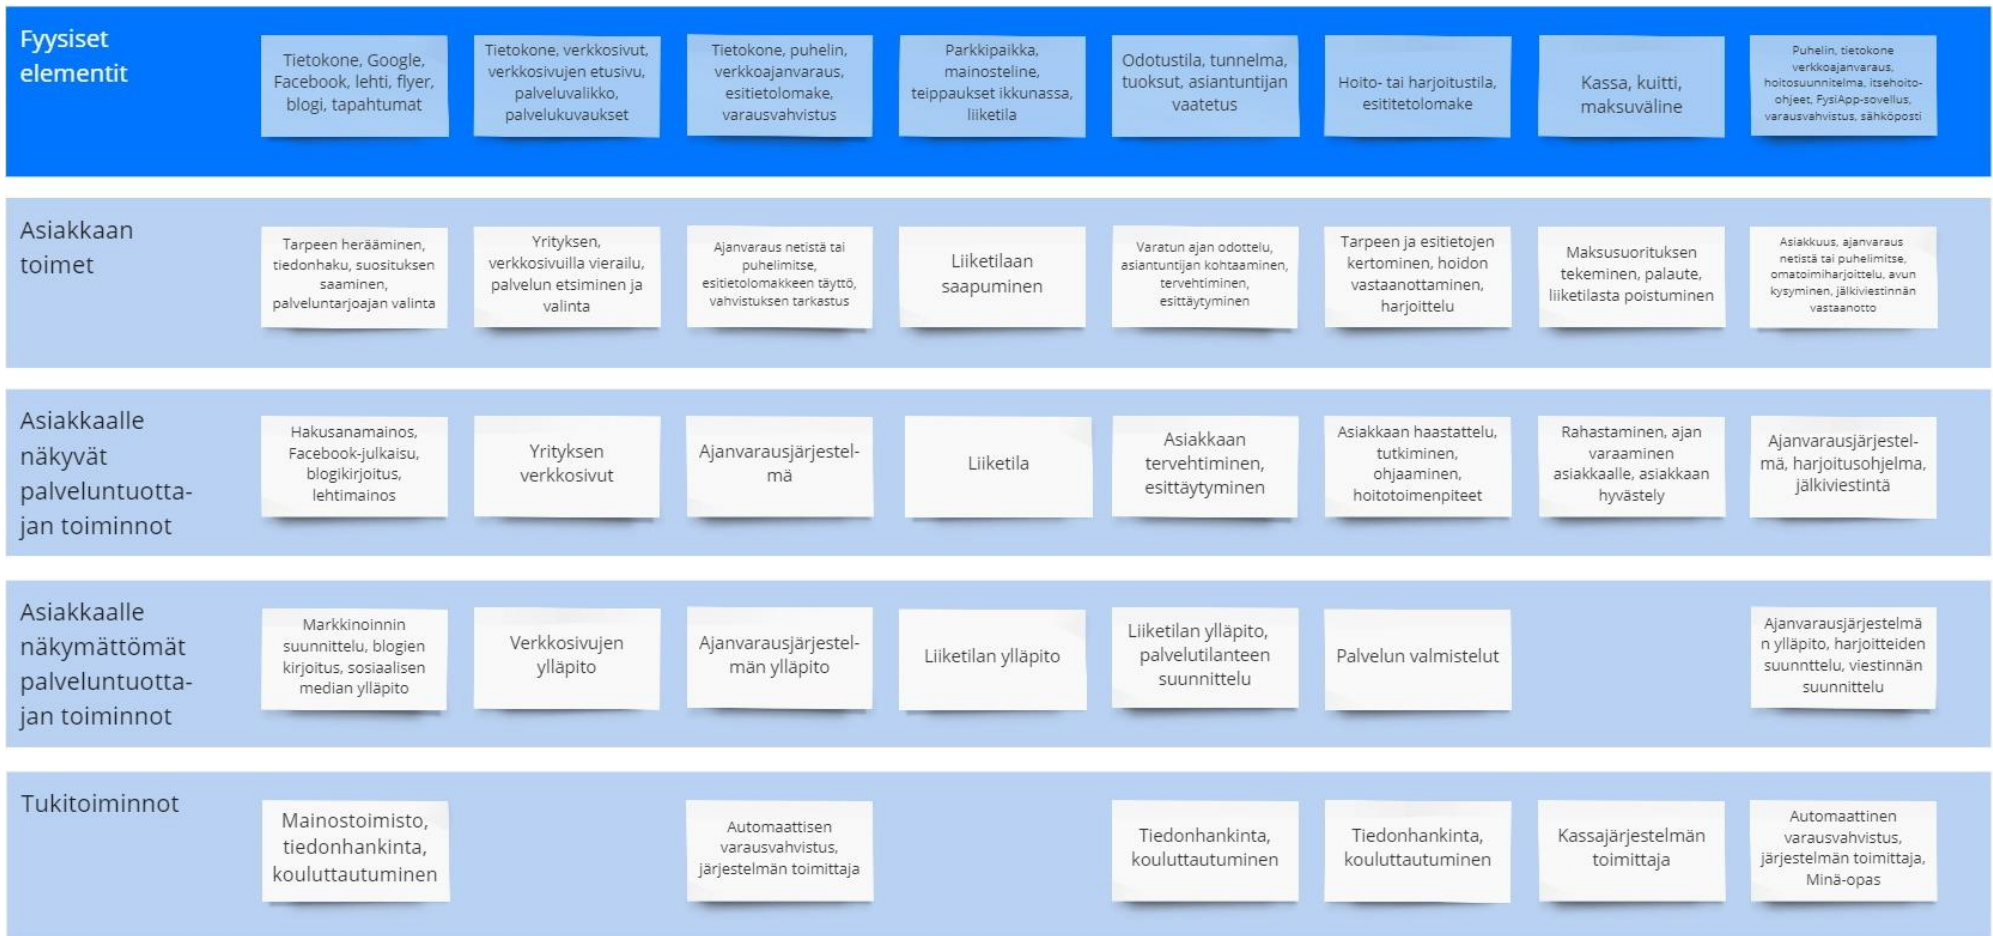 Fyysiset
elementit
Tietokone, Google,
Facebook, lehti, flyer,
blogi, tapahtumat
Tietokone, verkkosivut,
verkkosivujen etusivu,
palveluvalikko,
palvelukuvaukset
Tietokone, puhelin,
verkkoajanvaraus,
esitietolomake,
varausvahvistus
Parkkipaikka,
mainosteline,
teippaukset ikkunassa,
liiketila
Odotustila, tunnelma,
tuoksut, asiantuntijan
vaatetus
Hoito- tai harjoitustila,
esititetolomake
Kassa, kuitti,
maksuväline
Puhelin, tietokone
verkkoajanvaraus,
hoitosuunnitelma, itsehoito-
ohjeet, FysiApp-sovellus,
varausvahvistus, sähköposti
Asiakkaan
toimet
Tarpeen herääminen,
tiedonhaku, suosituksen
saaminen,
palveluntarjoajan valinta
Yrityksen,
verkkosivuilla vierailu,
palvelun etsiminen ja
valinta
Ajanvaraus netistä tai
puhelimitse,
esitietolomakkeen täyttö,
vahvistuksen tarkastus
Liiketilaan
saapuminen
Varatun ajan odottelu,
asiantuntijan kohtaaminen,
tervehtiminen,
esittäytyminen
Tarpeen ja esitietojen
kertominen, hoidon
vastaanottaminen,
harjoittelu
Maksusuorituksen
tekeminen, palaute,
liiketilasta poistuminen
Asiakkuus, ajanvaraus
netistä tai puhelimitse,
omatoimiharjoittelu, avun
kysyminen, jälkiviestinnän
vastaanotto
Asiakkaalle
näkyvät
palveluntuotta-
jan toiminnot
Hakusanamainos,
Facebook-julkaisu,
blogikirjoitus,
lehtimainos
Yrityksen
verkkosivut
Ajanvarausjärjestel-
mä
Liiketila
Asiakkaan
tervehtiminen,
esittäytyminen
Asiakkaan haastattelu,
tutkiminen,
ohjaaminen,
hoitotoimenpiteet
Rahastaminen, ajan
varaaminen
asiakkaalle, asiakkaan
hyvästely
Ajanvarausjärjestel-
mä, harjoitusohjelma,
jälkiviestintä
Asiakkaalle
näkymättömät
palveluntuotta-
jan toiminnot
Markkinoinnin
suunnittelu, blogien
kirjoitus, sosiaalisen
median ylläpito
Verkkosivujen
ylläpito
Ajanvarausjärjestel-
män ylläpito
Liiketilan ylläpito
Liiketilan ylläpito,
palvelutilanteen
suunnittelu
Palvelun valmistelut
Ajanvarausjärjestelmä
n ylläpito, harjoitteiden
suunnttelu, viestinnän
suunnittelu
Tukitoiminnot
Mainostoimisto,
tiedonhankinta,
kouluttautuminen
Automaattisen
varausvahvistus,
järjestelmän toimittaja
Tiedonhankinta,
kouluttautuminen
Tiedonhankinta,
kouluttautuminen
Kassajärjestelmän
toimittaja
Automaattinen
varausvahvistus,
järjestelmän toimittaja,
Minä-opas